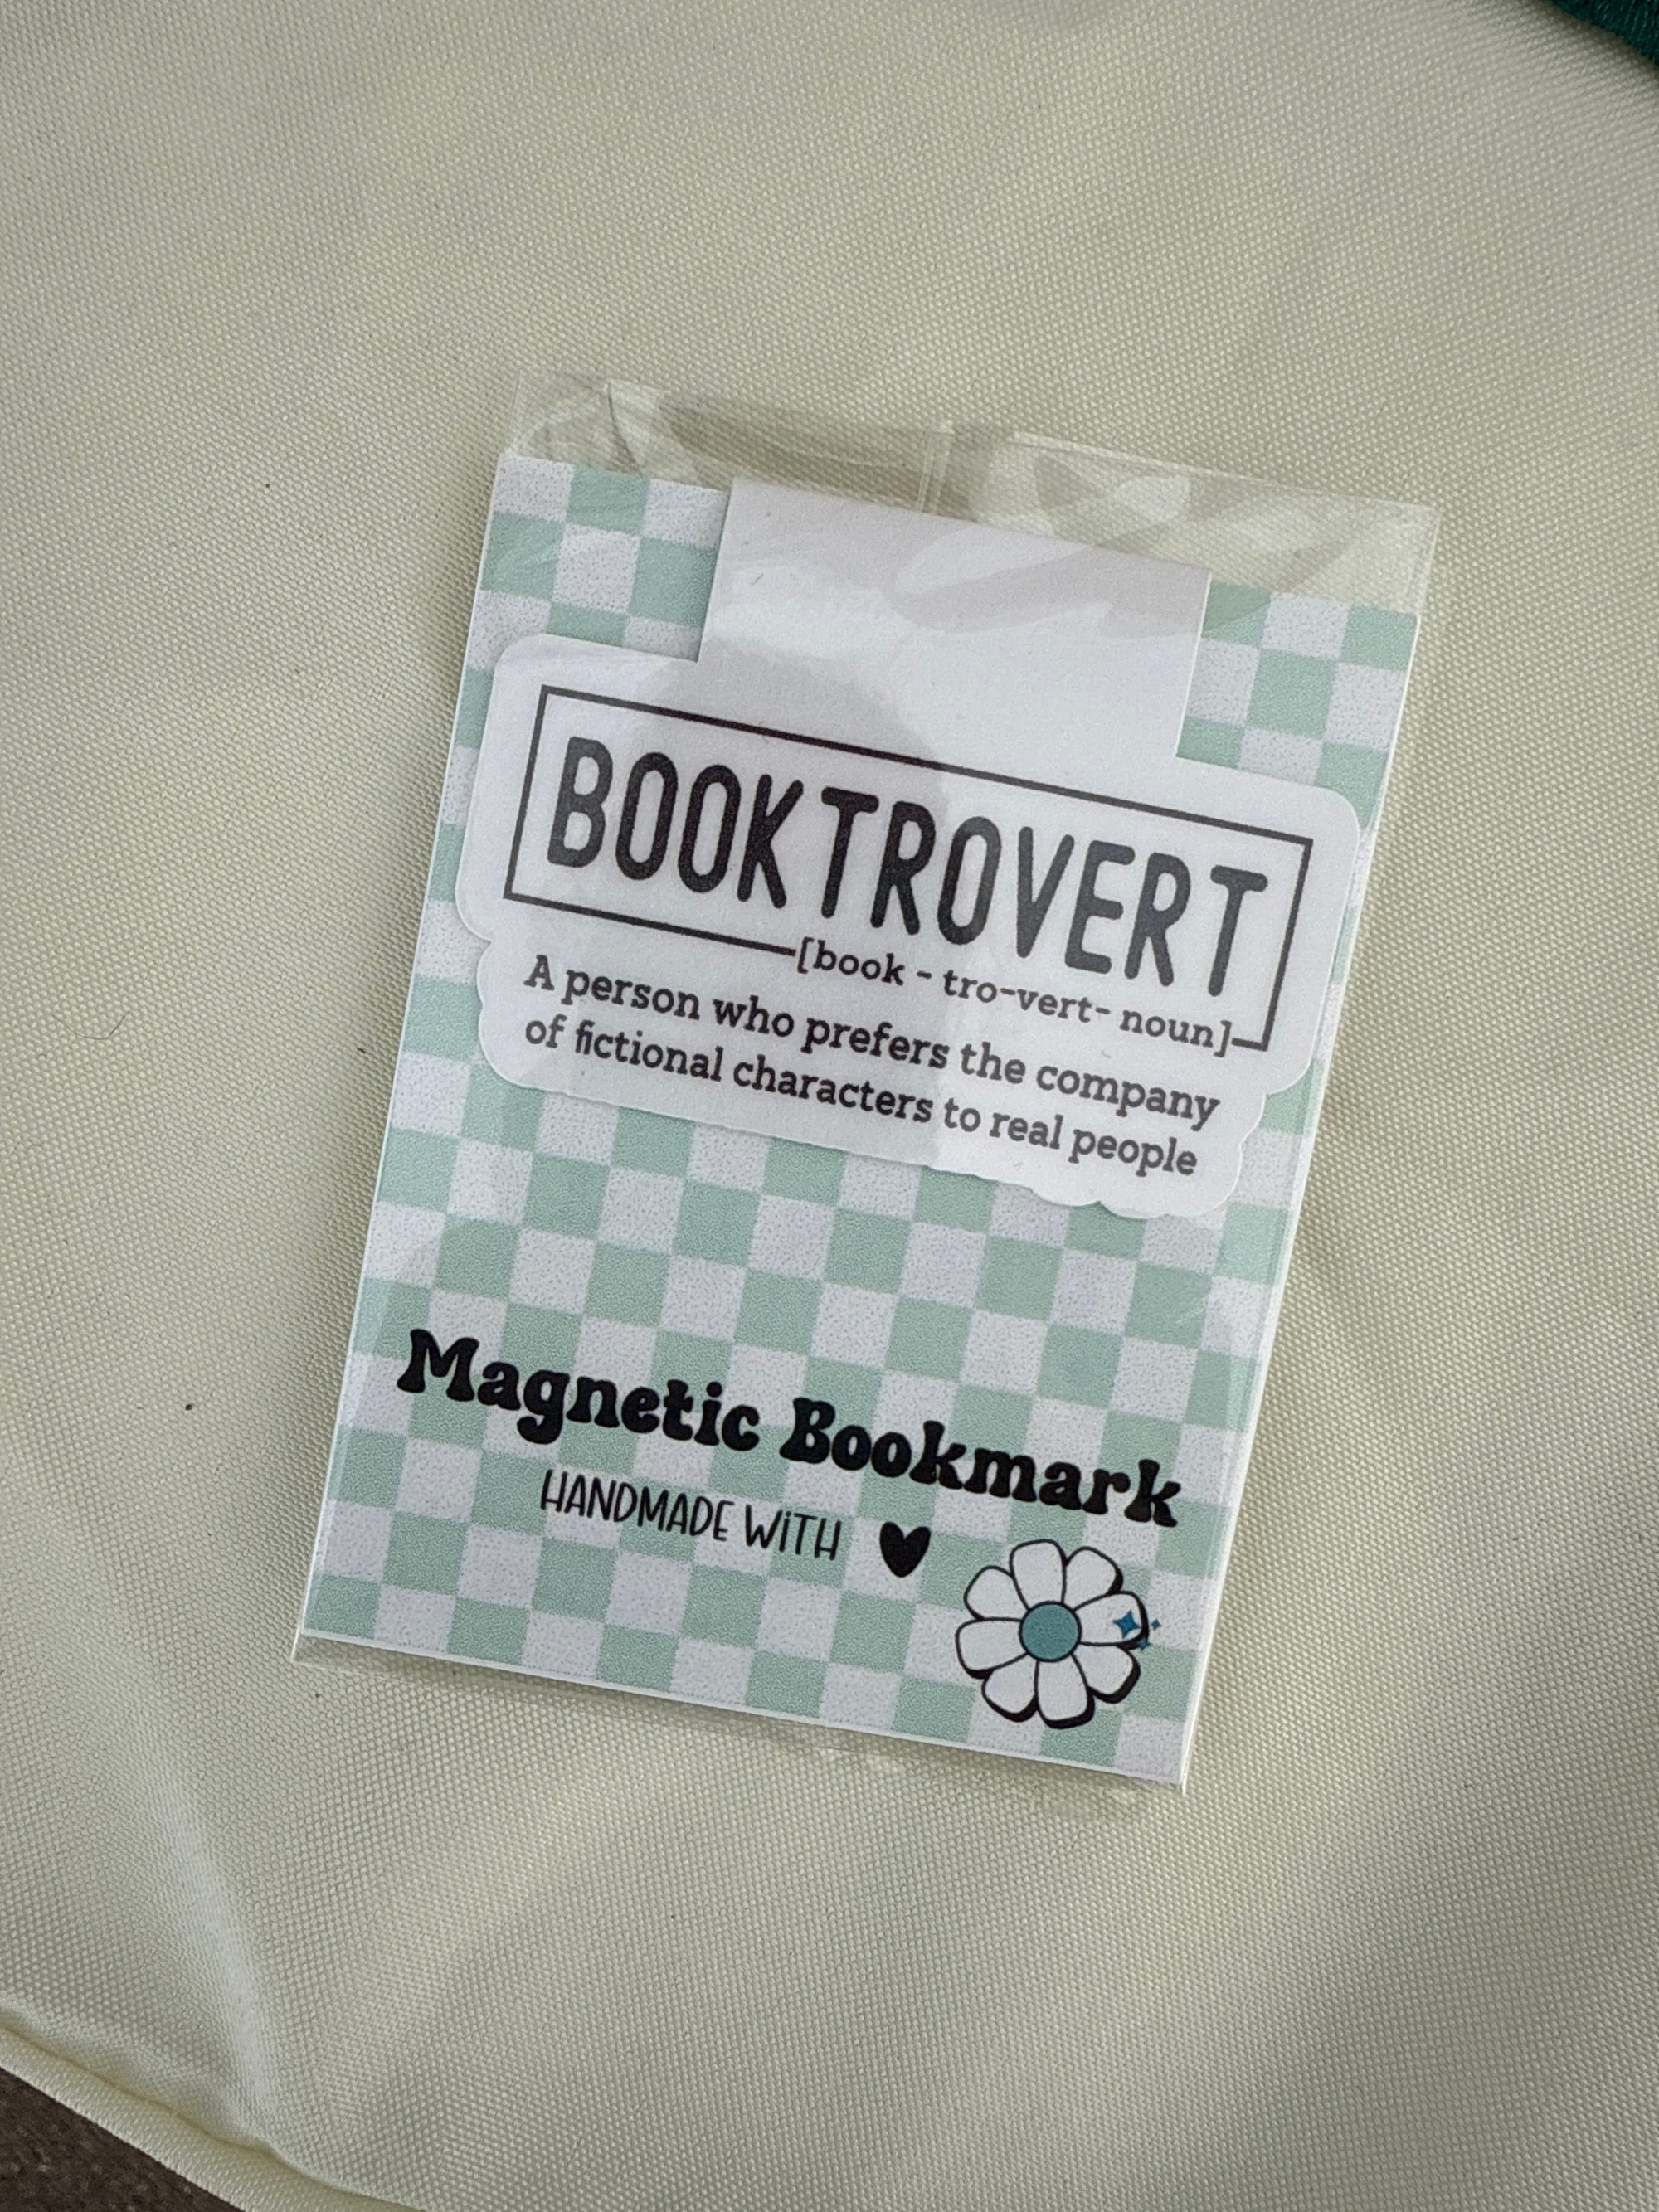 BOOKTROVERT
[book - tro-vert- noun]
A person who prefers the company
of fictional characters to real people
Magnetic Bookmark
HANDMADE WiTH